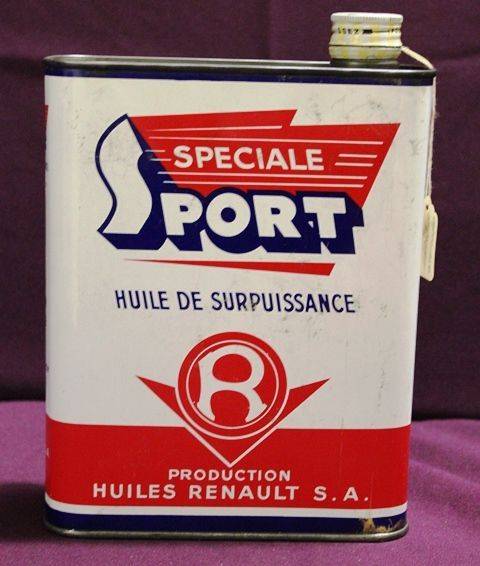 SPECIALE
SPORT
HUILE DE SURPUISSANCE
R
PRODUCTION
HUILES RENAULT S.A.